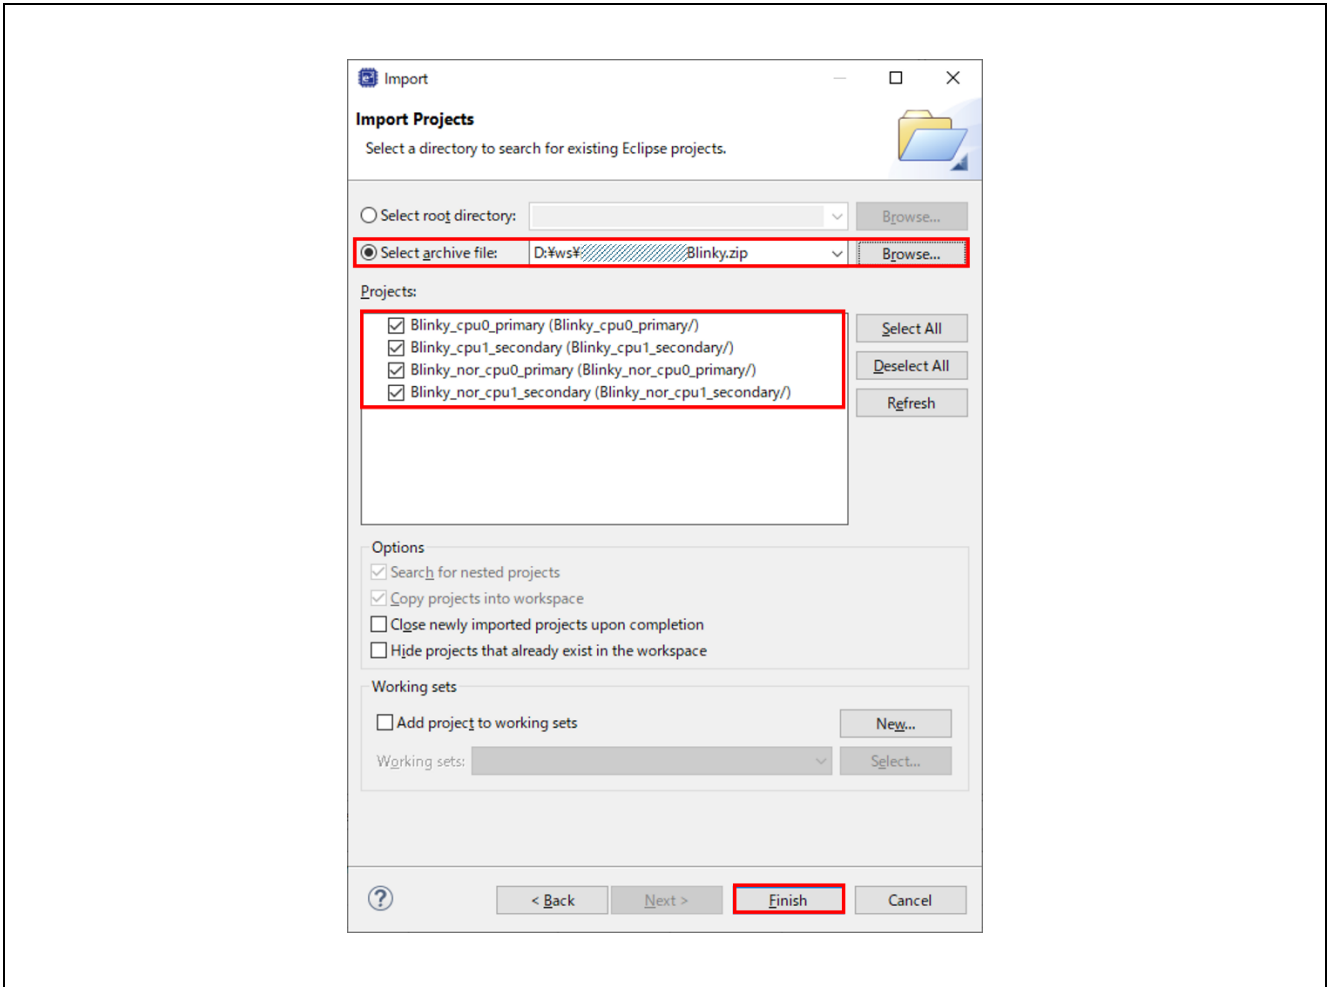 Import
Import Projects
Select a directory to search for existing Eclipse projects.
Select root directory:
Browse...
Select archive file:
D:¥ws¥ Blinky.zip
Browse...
Projects:
Blinky_cpu0_primary (Blinky_cpu0_primary/)
Blinky_cpu1_secondary (Blinky_cpu1_secondary/)
Blinky_nor_cpu0_primary (Blinky_nor_cpu0_primary/)
Blinky_nor_cpu1_secondary (Blinky_nor_cpu1_secondary/)
Select All
Deselect All
Refresh
Options
Search for nested projects
Copy projects into workspace
Close newly imported projects upon completion
Hide projects that already exist in the workspace
Working sets
Add project to working sets
New...
Working sets:
Select...
?
< Back
Next >
Finish
Cancel